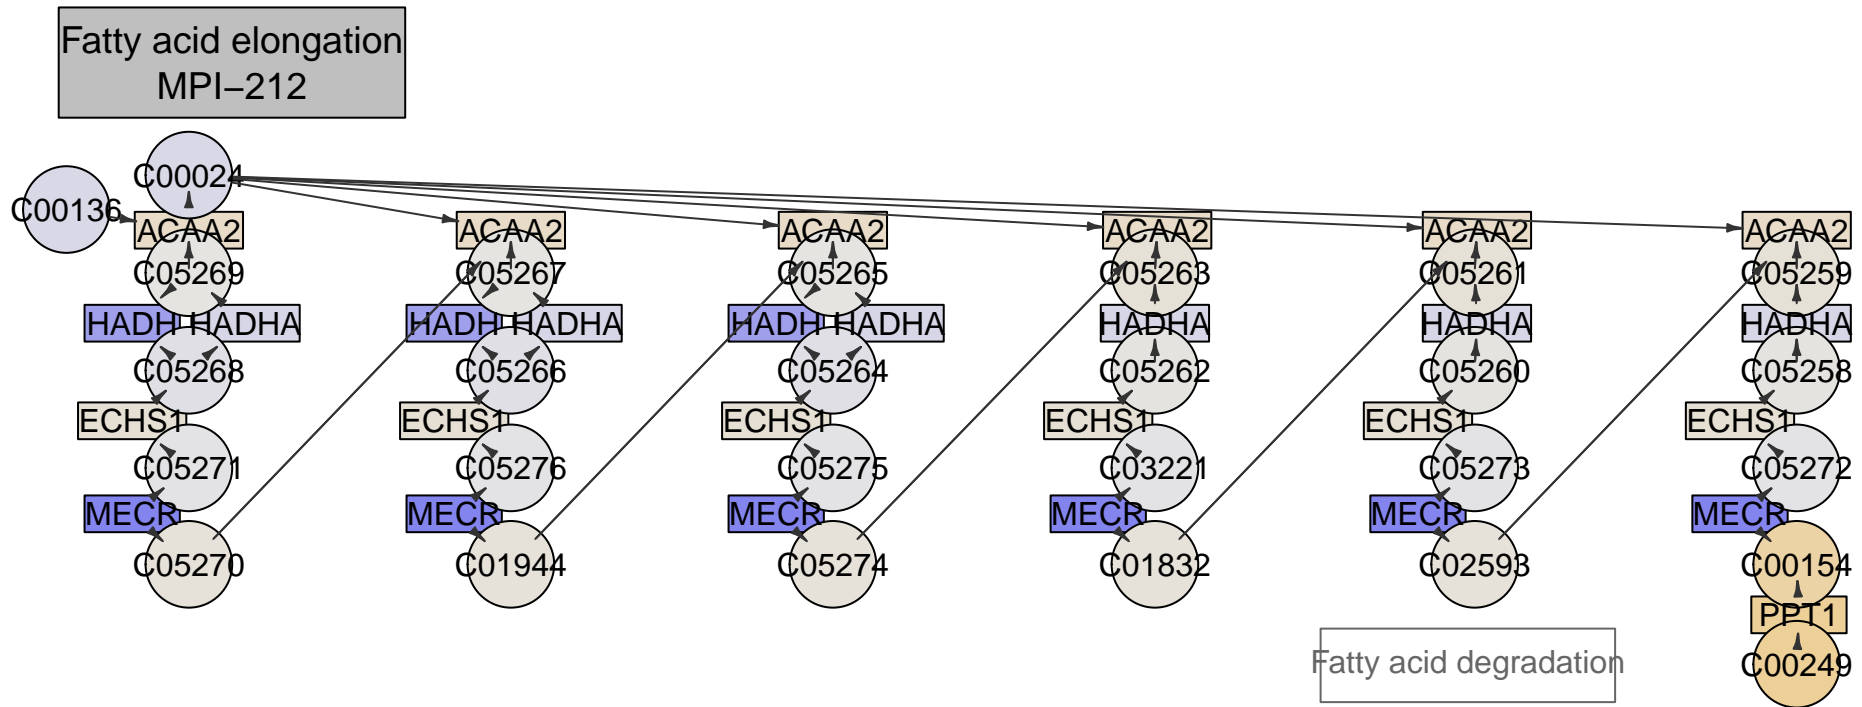 Fatty acid elongation
MPI−212
C00024
C00136
ACAA2 ACAA2 ACAA2 ACAA2 ACAA2 ACAA2
C05269 C05267 C05265 C05263 C05261 C05259
HADH HADHA HADH HADHA HADH HADHA HADHA HADHA HADHA
C05268 C05266 C05264 C05262 C05260 C05258
ECHS1 ECHS1 ECHS1 ECHS1 ECHS1 ECHS1
C05271 C05276 C05275 C03221 C05273 C05272
MECR MECR MECR MECR MECR MECR
C05270 C01944 C05274 C01832 C02593 C00154
PPT1
Fatty acid degradation C00249